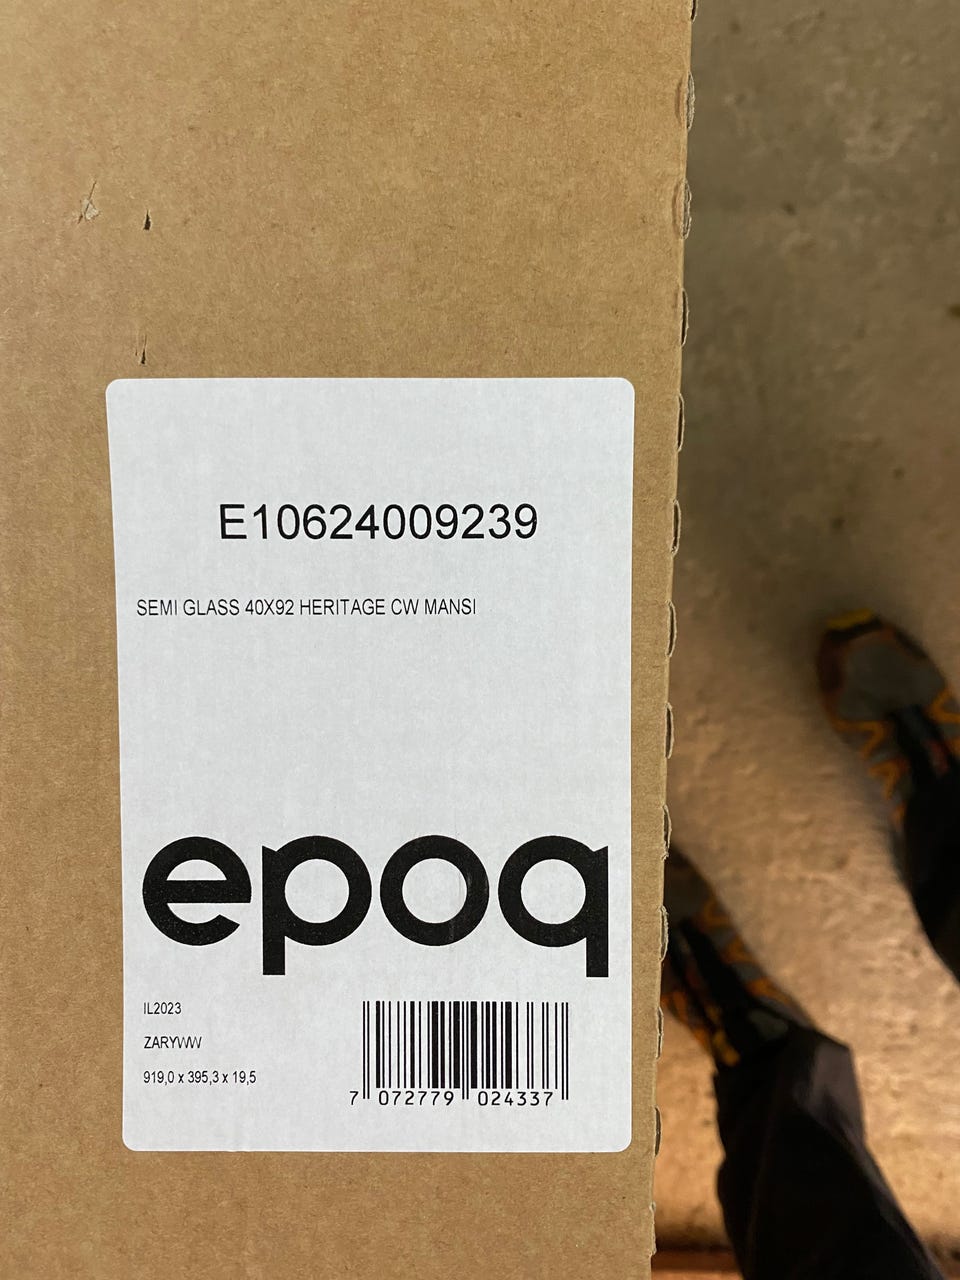 E10624009239
SEMI GLASS 40X92 HERITAGE CW MANSI
epoq
IL2023
ZARYWW
919,0 x 395,3 x 19,5
7 072779 024337